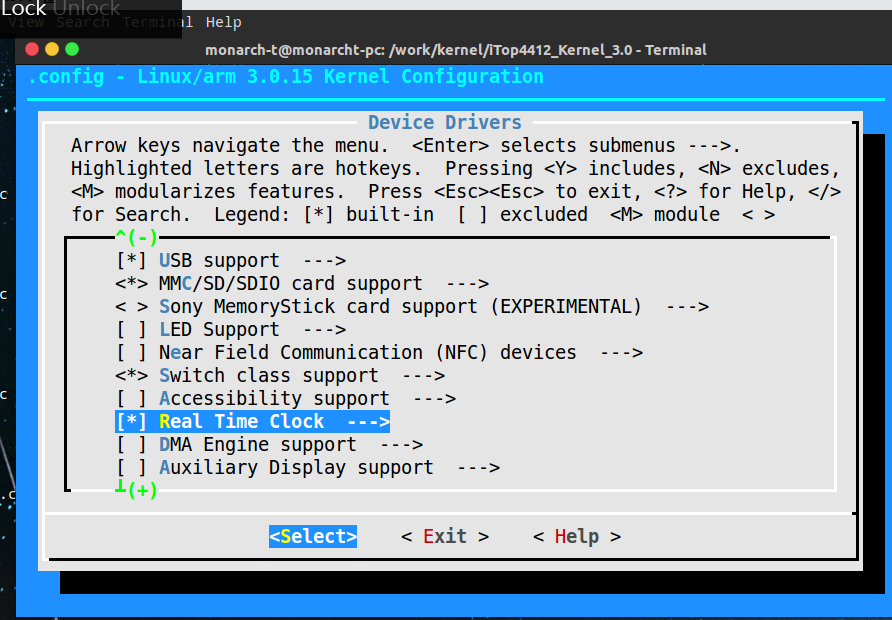 Lock Unlock
View Search Terminal Help
monarch-t@monarcht-pc: /work/kernel/iTop4412_Kernel_3.0 - Terminal
.config - Linux/arm 3.0.15 Kernel Configuration
Device Drivers
Arrow keys navigate the menu.  <Enter> selects submenus --->.
Highlighted letters are hotkeys.  Pressing <Y> includes, <N> excludes,
<M> modularizes features.  Press <Esc><Esc> to exit, <?> for Help, </>
for Search.  Legend: [*] built-in  [ ] excluded  <M> module  < >
^(-)
[*] USB support  --->
<*> MMC/SD/SDIO card support  --->
< > Sony MemoryStick card support (EXPERIMENTAL)  --->
[ ] LED Support  --->
[ ] Near Field Communication (NFC) devices  --->
<*> Switch class support  --->
[ ] Accessibility support  --->
[*] Real Time Clock  --->
[ ] DMA Engine support  --->
[ ] Auxiliary Display support  --->
┴(+)
<Select>    < Exit >    < Help >
c
c
c
.c